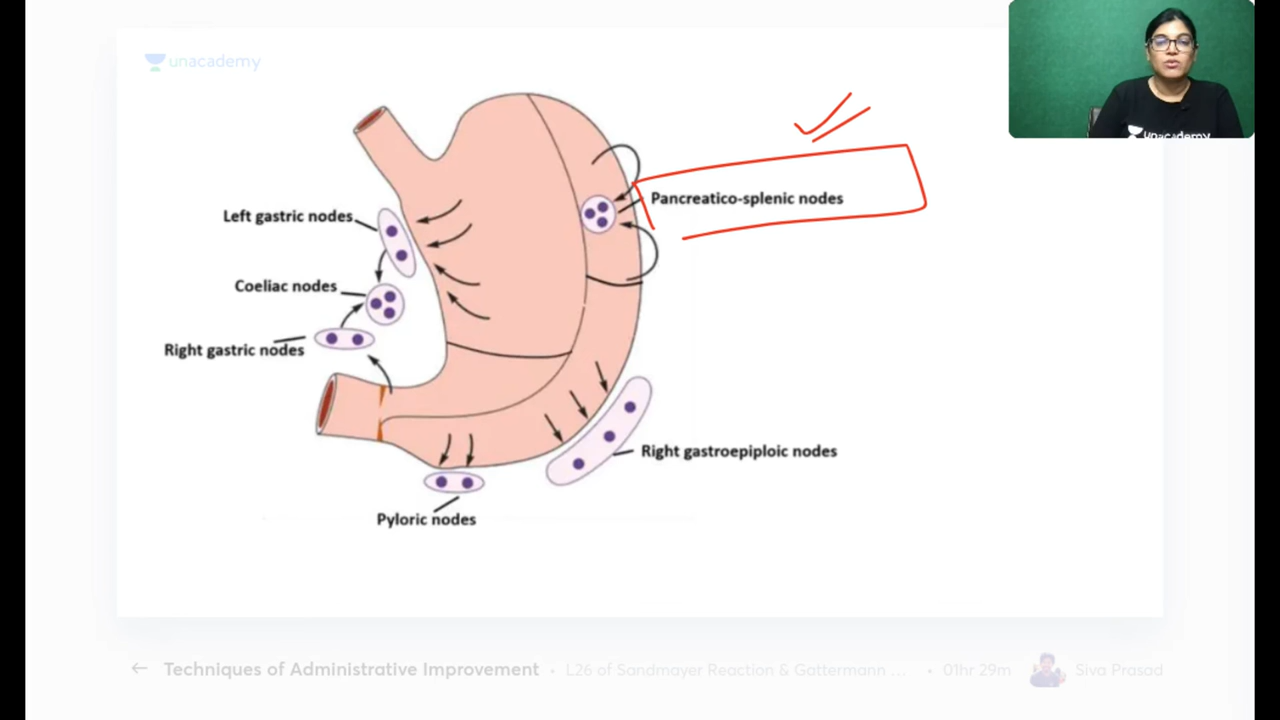 unacademy
unacademy
Pancreatico-splenic nodes
Left gastric nodes
Coeliac nodes
Right gastric nodes
Right gastroepiploic nodes
Pyloric nodes
Techniques of Administrative Improvement • L26 of Sandmayer Reaction & Gattermann ... • 01hr 29m Siva Prasad